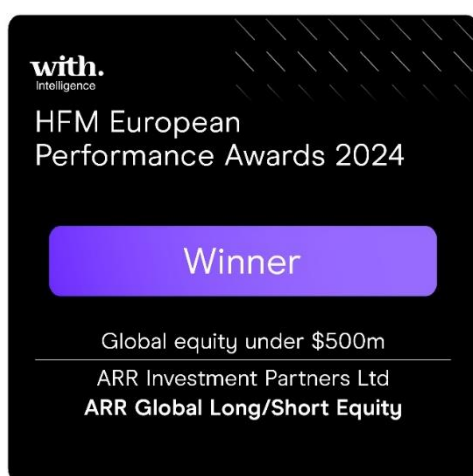 with.
Intelligence
HFM European
Performance Awards 2024
Winner
Global equity under $500m
ARR Investment Partners Ltd
ARR Global Long/Short Equity